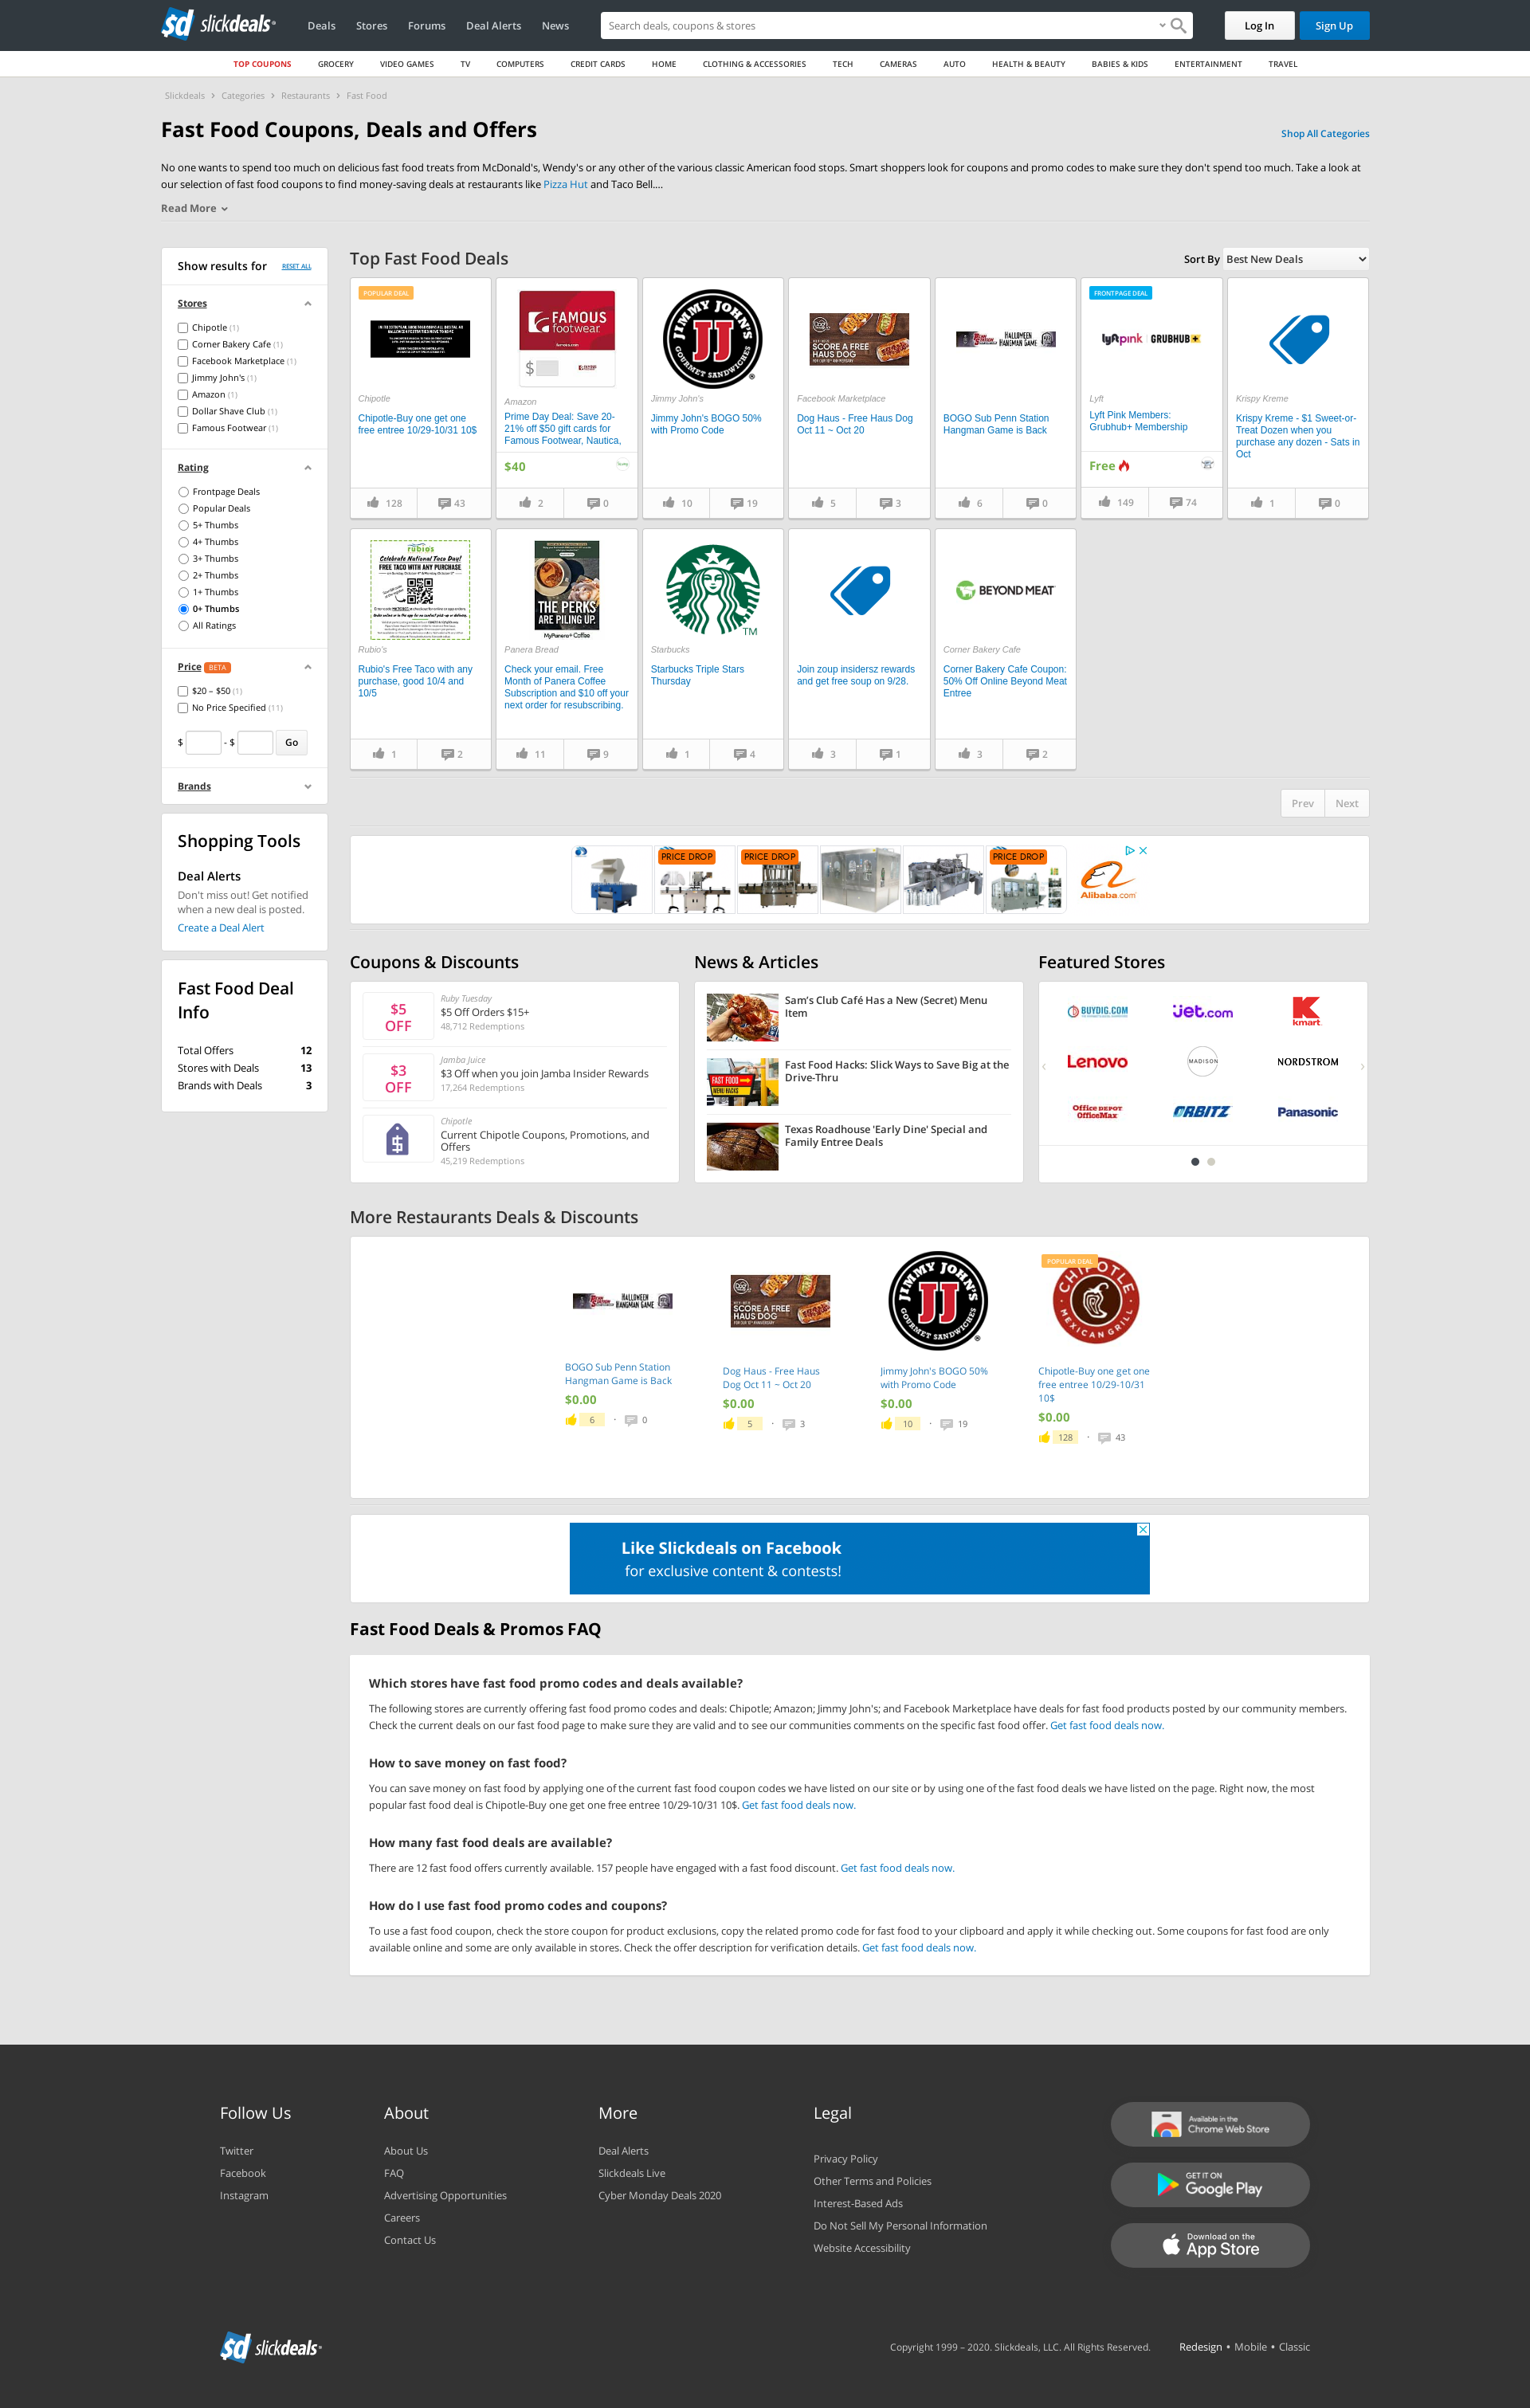 sd slickdeals
Deals Stores Forums Deal Alerts News
Search deals, coupons & stores
Log In Sign Up
TOP COUPONS GROCERY VIDEO GAMES TV COMPUTERS CREDIT CARDS HOME CLOTHING & ACCESSORIES TECH CAMERAS AUTO HEALTH & BEAUTY BABIES & KIDS ENTERTAINMENT TRAVEL
Slickdeals › Categories › Restaurants › Fast Food
Fast Food Coupons, Deals and Offers
Shop All Categories
No one wants to spend too much on delicious fast food treats from McDonald's, Wendy's or any other of the various classic American food stops. Smart shoppers look for coupons and promo codes to make sure they don't spend too much. Take a look at
our selection of fast food coupons to find money-saving deals at restaurants like Pizza Hut and Taco Bell....
Read More
Show results for RESET ALL
Stores
Chipotle (1)
Corner Bakery Cafe (1)
Facebook Marketplace (1)
Jimmy John's (1)
Amazon (1)
Dollar Shave Club (1)
Famous Footwear (1)
Rating
Frontpage Deals
Popular Deals
5+ Thumbs
4+ Thumbs
3+ Thumbs
2+ Thumbs
1+ Thumbs
0+ Thumbs
All Ratings
Price BETA
$20 – $50 (1)
No Price Specified (11)
$ - $ Go
Brands
Shopping Tools
Deal Alerts
Don't miss out! Get notified
when a new deal is posted.
Create a Deal Alert
Fast Food Deal
Info
Total Offers 12
Stores with Deals 13
Brands with Deals 3
Top Fast Food Deals
Sort By Best New Deals
POPULAR DEAL
Chipotle
Chipotle-Buy one get one
free entree 10/29-10/31 10$
128 43
FAMOUS
footwear
$
Amazon
Prime Day Deal: Save 20-
21% off $50 gift cards for
Famous Footwear, Nautica,
$40
2 0
JIMMY JOHN'S
JJ
GOURMET SANDWICHES
Jimmy John's
Jimmy John's BOGO 50%
with Promo Code
10 19
SCORE A FREE
HAUS DOG
Facebook Marketplace
Dog Haus - Free Haus Dog
Oct 11 ~ Oct 20
5 3
HALLOWEEN
HANGMAN GAME
BOGO Sub Penn Station
Hangman Game is Back
6 0
FRONTPAGE DEAL
lyft pink GRUBHUB+
Lyft
Lyft Pink Members:
Grubhub+ Membership
Free
149 74
Krispy Kreme
Krispy Kreme - $1 Sweet-or-
Treat Dozen when you
purchase any dozen - Sats in
Oct
1 0
rubio's
Celebrate National Taco Day!
FREE TACO WITH ANY PURCHASE
Rubio's
Rubio's Free Taco with any
purchase, good 10/4 and
10/5
1 2
THE PERKS
ARE PILING UP.
MyPanera+ Coffee
Panera Bread
Check your email. Free
Month of Panera Coffee
Subscription and $10 off your
next order for resubscribing.
11 9
TM
Starbucks
Starbucks Triple Stars
Thursday
1 4
Join zoup insidersz rewards
and get free soup on 9/28.
3 1
BEYOND MEAT
Corner Bakery Cafe
Corner Bakery Cafe Coupon:
50% Off Online Beyond Meat
Entree
3 2
Prev Next
PRICE DROP PRICE DROP PRICE DROP
Alibaba.com
Coupons & Discounts
$5
OFF
Ruby Tuesday
$5 Off Orders $15+
48,712 Redemptions
$3
OFF
Jamba Juice
$3 Off when you join Jamba Insider Rewards
17,264 Redemptions
$
Chipotle
Current Chipotle Coupons, Promotions, and
Offers
45,219 Redemptions
News & Articles
Sam's Club Café Has a New (Secret) Menu
Item
FAST FOOD
MENU HACKS
Fast Food Hacks: Slick Ways to Save Big at the
Drive-Thru
Texas Roadhouse 'Early Dine' Special and
Family Entree Deals
Featured Stores
BUYDIG.COM jet.com kmart
Lenovo MADISON NORDSTROM
Office DEPOT
OfficeMax
ORBITZ Panasonic
More Restaurants Deals & Discounts
HALLOWEEN
HANGMAN GAME
BOGO Sub Penn Station
Hangman Game is Back
$0.00
6 · 0
SCORE A FREE
HAUS DOG
Dog Haus - Free Haus
Dog Oct 11 ~ Oct 20
$0.00
5 · 3
JIMMY JOHN'S
JJ
GOURMET SANDWICHES
Jimmy John's BOGO 50%
with Promo Code
$0.00
10 · 19
POPULAR DEAL
CHIPOTLE
MEXICAN GRILL
Chipotle-Buy one get one
free entree 10/29-10/31
10$
$0.00
128 · 43
Like Slickdeals on Facebook
for exclusive content & contests!
Fast Food Deals & Promos FAQ
Which stores have fast food promo codes and deals available?
The following stores are currently offering fast food promo codes and deals: Chipotle; Amazon; Jimmy John's; and Facebook Marketplace have deals for fast food products posted by our community members.
Check the current deals on our fast food page to make sure they are valid and to see our communities comments on the specific fast food offer. Get fast food deals now.
How to save money on fast food?
You can save money on fast food by applying one of the current fast food coupon codes we have listed on our site or by using one of the fast food deals we have listed on the page. Right now, the most
popular fast food deal is Chipotle-Buy one get one free entree 10/29-10/31 10$. Get fast food deals now.
How many fast food deals are available?
There are 12 fast food offers currently available. 157 people have engaged with a fast food discount. Get fast food deals now.
How do I use fast food promo codes and coupons?
To use a fast food coupon, check the store coupon for product exclusions, copy the related promo code for fast food to your clipboard and apply it while checking out. Some coupons for fast food are only
available online and some are only available in stores. Check the offer description for verification details. Get fast food deals now.
Follow Us
Twitter
Facebook
Instagram
About
About Us
FAQ
Advertising Opportunities
Careers
Contact Us
More
Deal Alerts
Slickdeals Live
Cyber Monday Deals 2020
Legal
Privacy Policy
Other Terms and Policies
Interest-Based Ads
Do Not Sell My Personal Information
Website Accessibility
Available in the
Chrome Web Store
GET IT ON
Google Play
Download on the
App Store
sd slickdeals
Copyright 1999 – 2020. Slickdeals, LLC. All Rights Reserved. Redesign • Mobile • Classic